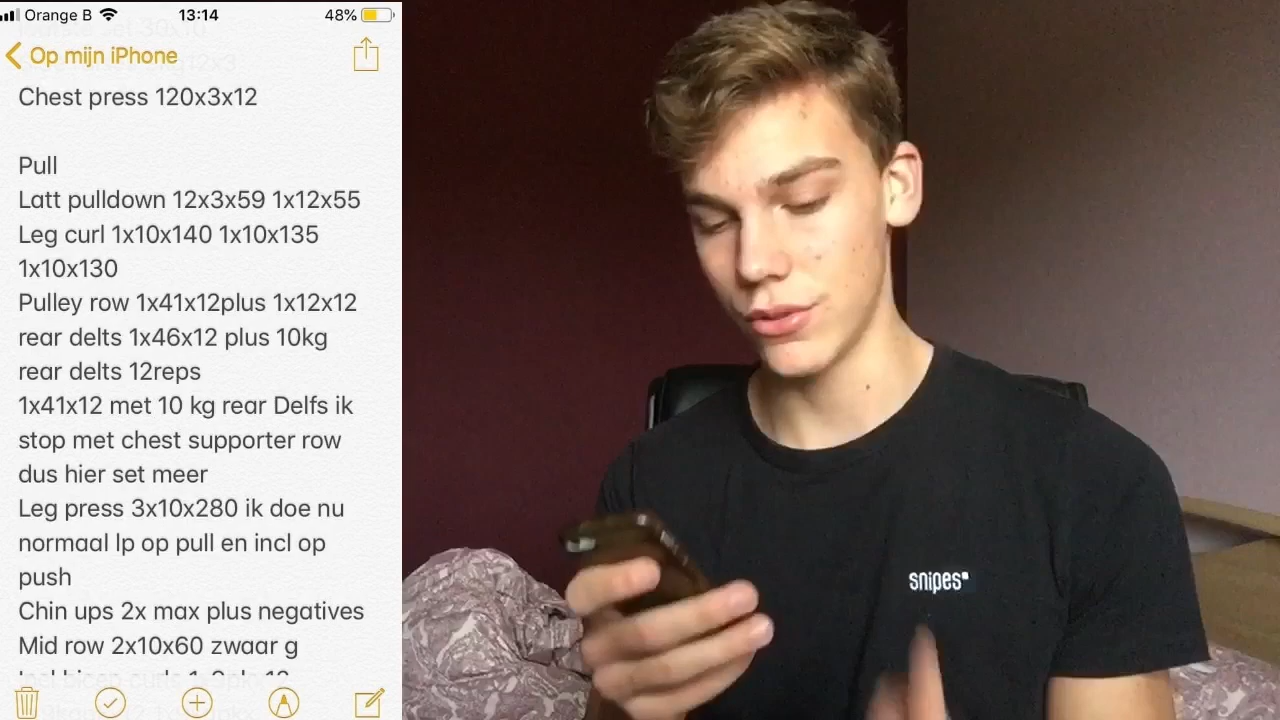 Orange B 13:14 48%
Op mijn iPhone
Chest press 120x3x12
Pull
Latt pulldown 12x3x59 1x12x55
Leg curl 1x10x140 1x10x135
1x10x130
Pulley row 1x41x12plus 1x12x12
rear delts 1x46x12 plus 10kg
rear delts 12reps
1x41x12 met 10 kg rear Delfs ik
stop met chest supporter row
dus hier set meer
Leg press 3x10x280 ik doe nu
normaal lp op pull en incl op
push
Chin ups 2x max plus negatives
Mid row 2x10x60 zwaar g
snipes